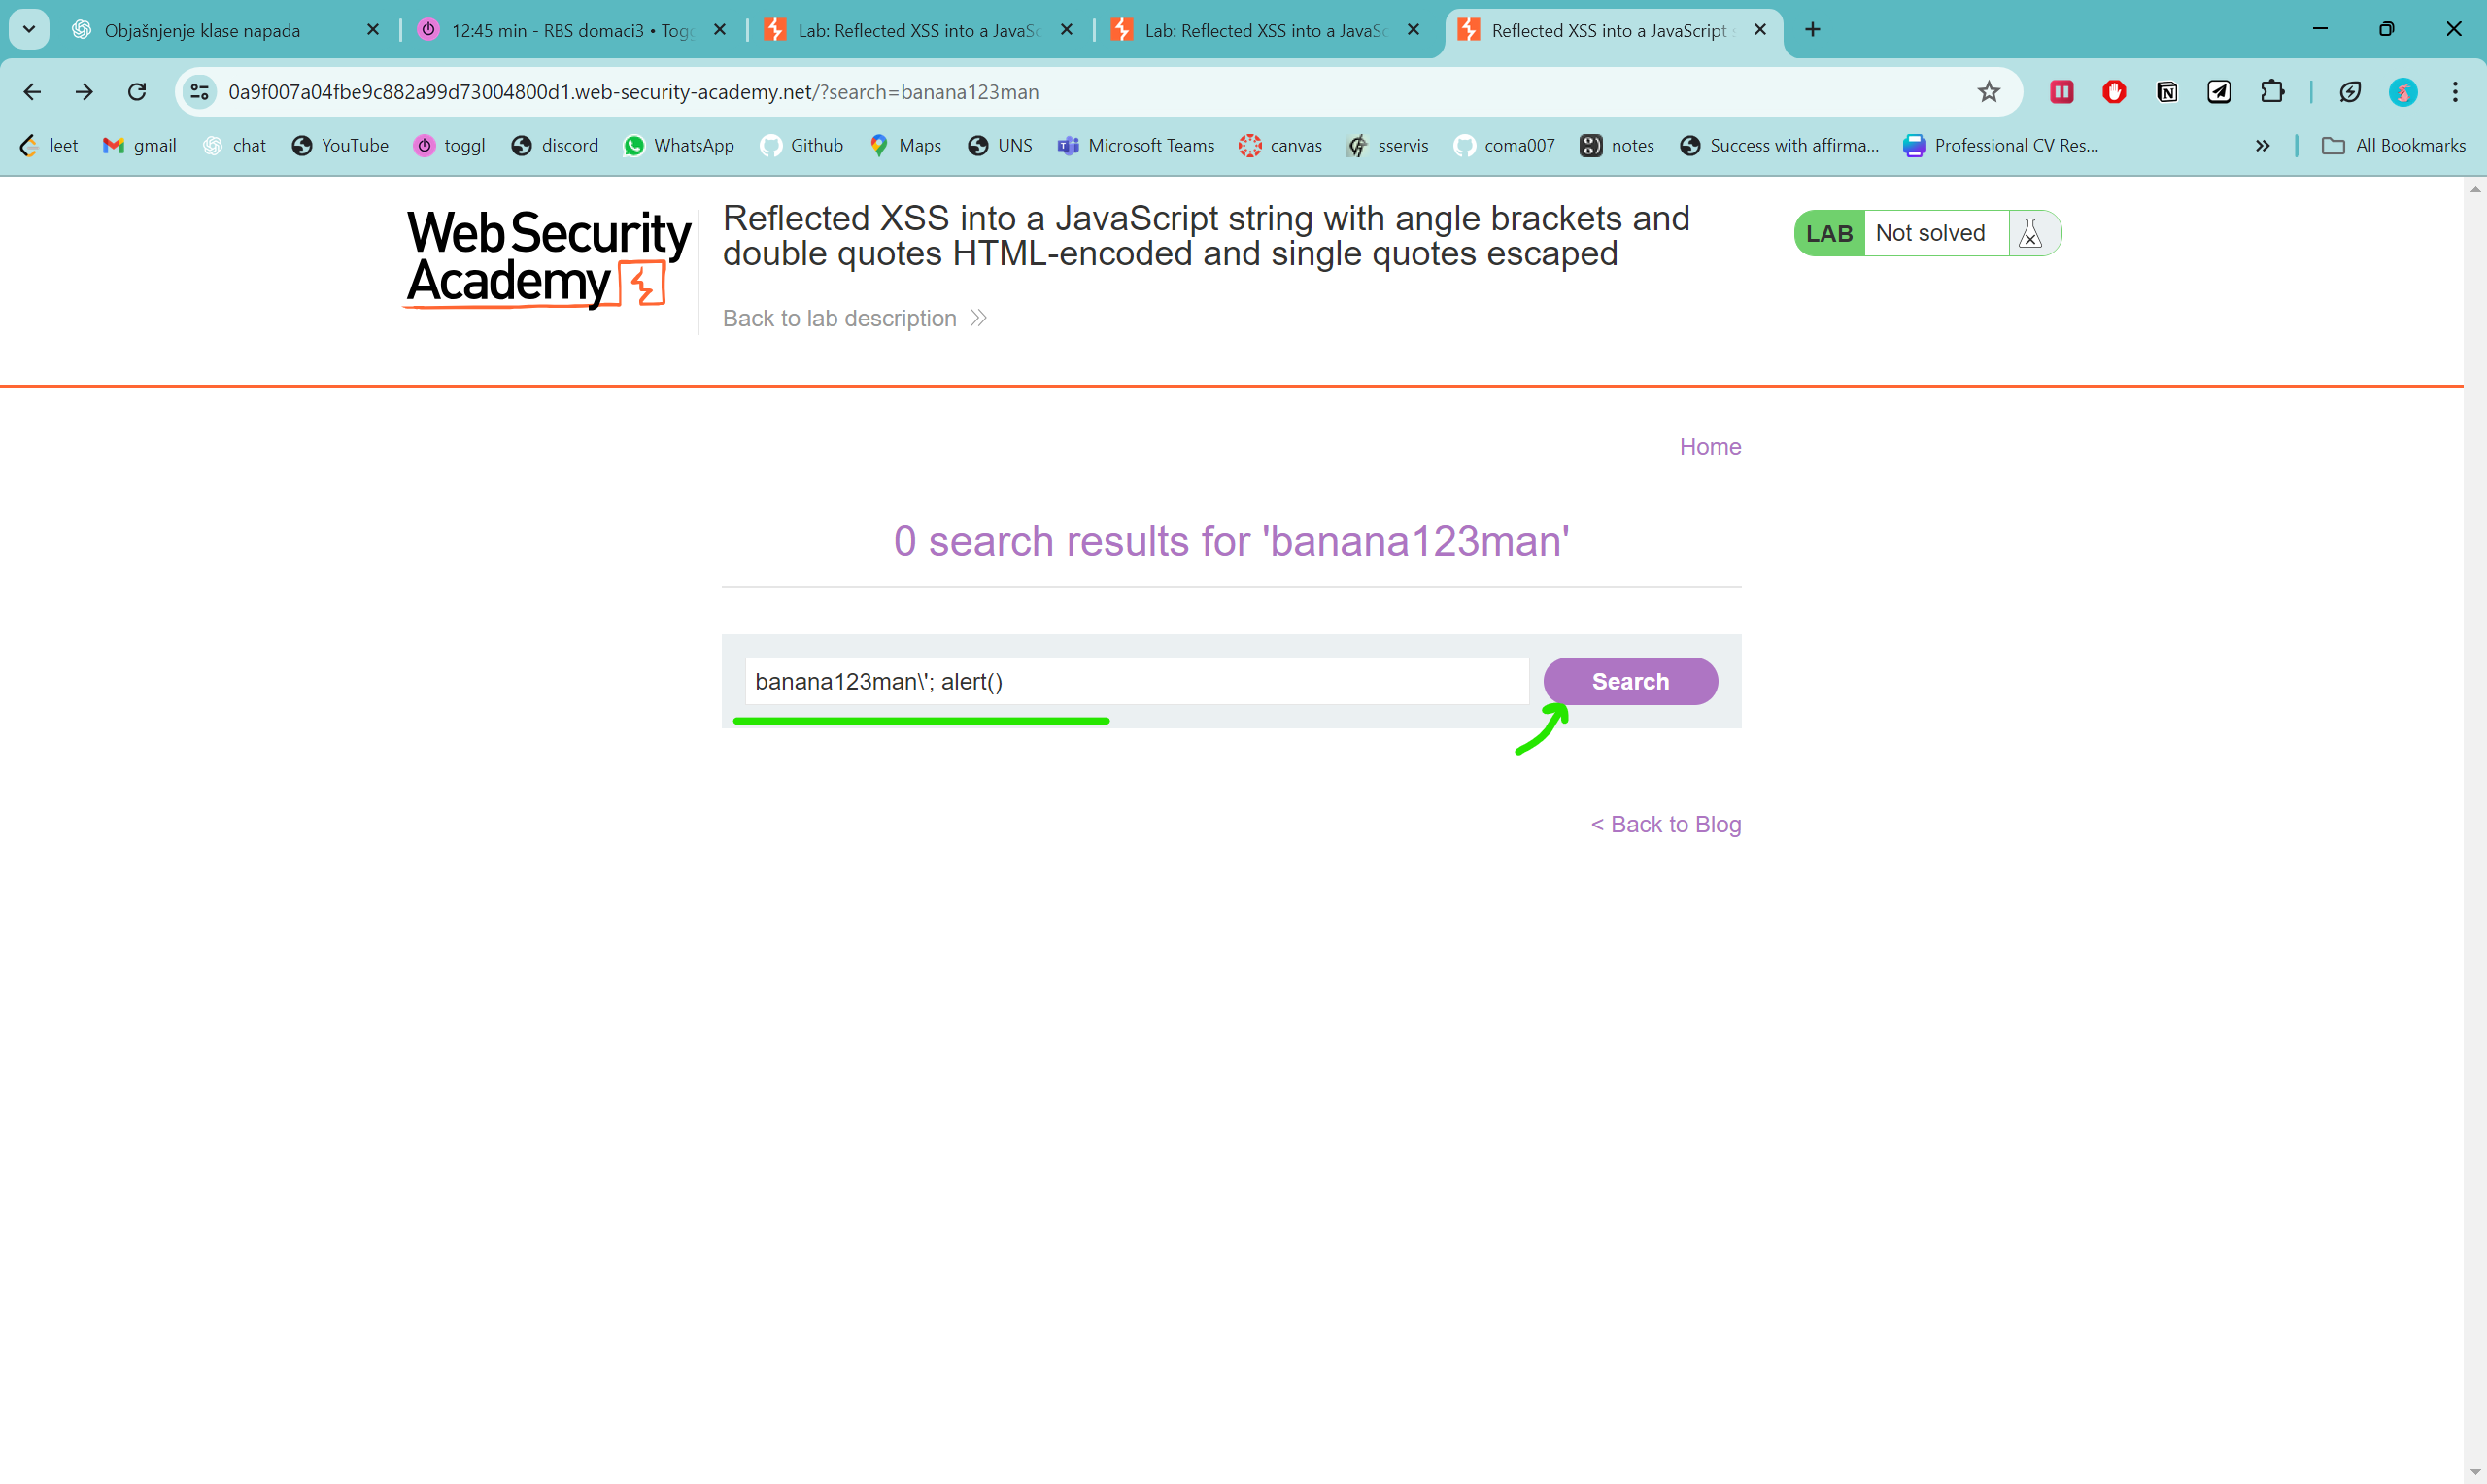 Objašnjenje klase napada
12:45 min - RBS domaci3 • Togg
Lab: Reflected XSS into a JavaSc
Lab: Reflected XSS into a JavaSc
Reflected XSS into a JavaScript
0a9f007a04fbe9c882a99d73004800d1.web-security-academy.net/?search=banana123man
leet
gmail
chat
YouTube
toggl
discord
WhatsApp
Github
Maps
UNS
Microsoft Teams
canvas
sservis
coma007
notes
Success with affirma...
Professional CV Res...
All Bookmarks
Web Security
Academy
Reflected XSS into a JavaScript string with angle brackets and
double quotes HTML-encoded and single quotes escaped
LAB Not solved
Back to lab description
Home
0 search results for 'banana123man'
banana123man\'; alert()
Search
< Back to Blog